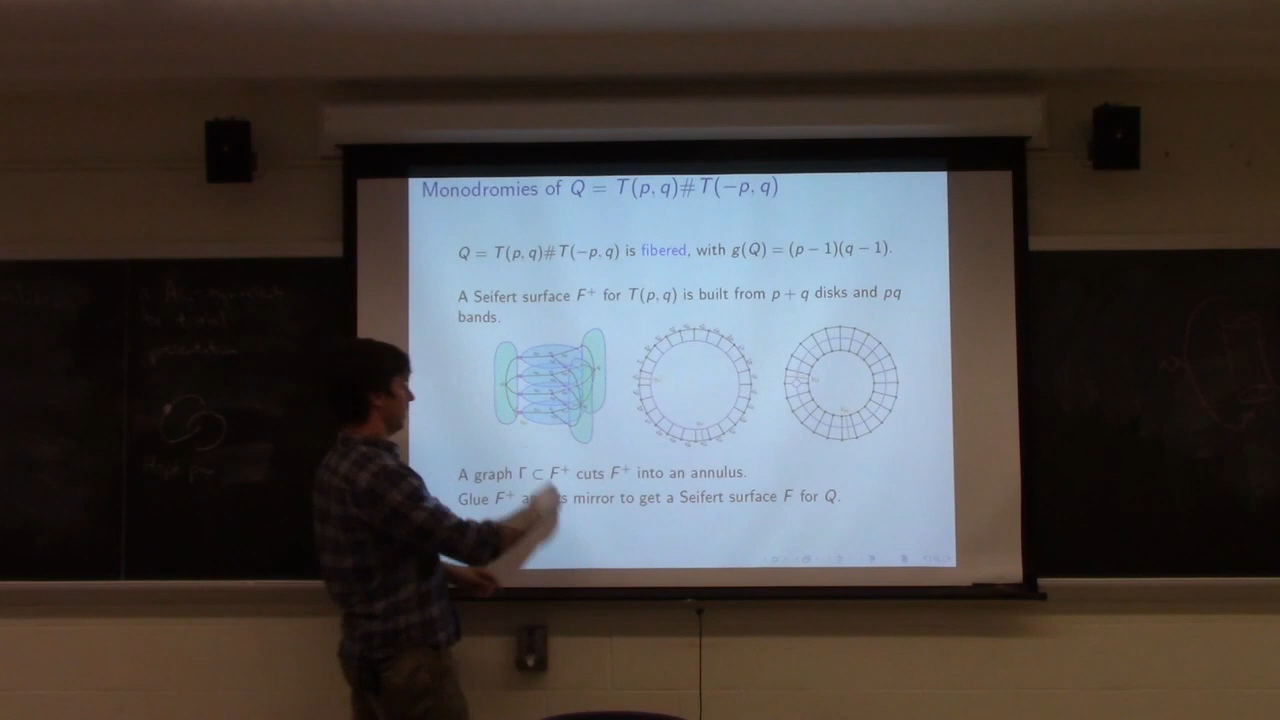 Monodromies of Q = T(p, q)#T(−p, q)
Q = T(p, q)#T(−p, q) is fibered, with g(Q) = (p − 1)(q − 1).
A Seifert surface F⁺ for T(p, q) is built from p + q disks and pq
bands.
A graph Γ ⊂ F⁺ cuts F⁺ into an annulus.
Glue F⁺ mirror to get a Seifert surface F for Q.